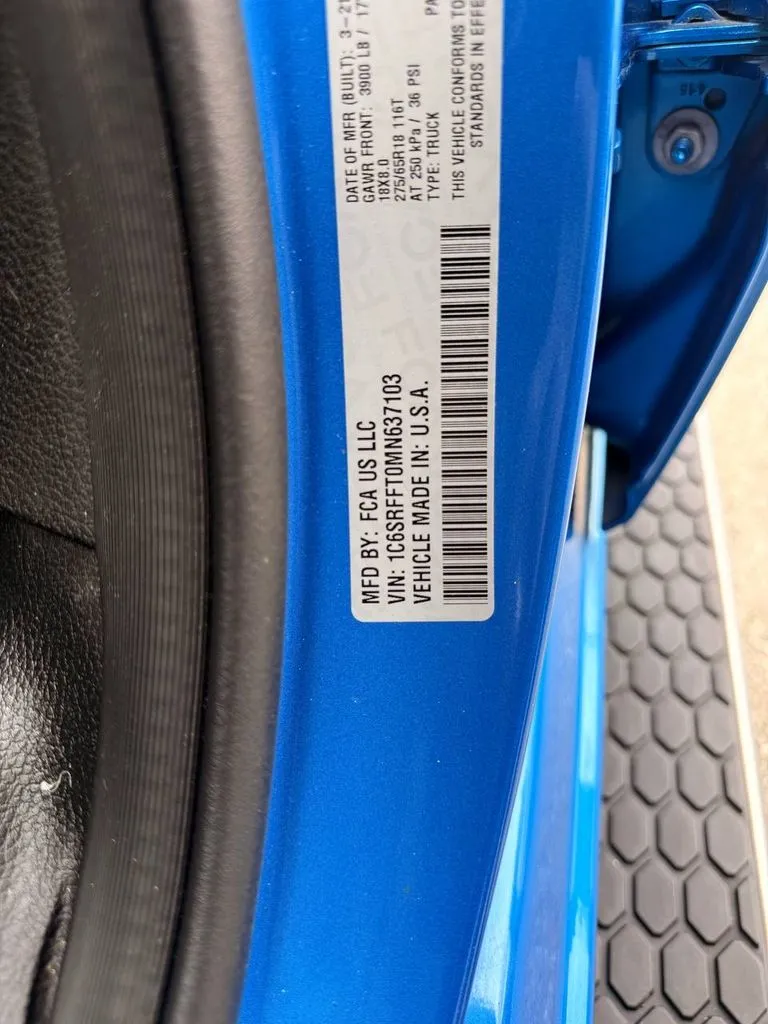 MFD BY: FCA US LLC
VIN: 1C6SRFFT0MN637103
VEHICLE MADE IN: U.S.A.
DATE OF MFR (BUILT): 3-21
GAWR FRONT: 3900 LB / 17
18X8.0
275/65R18 116T
AT 250 kPa / 36 PSI
TYPE: TRUCK
PA
THIS VEHICLE CONFORMS TO
STANDARDS IN EFFE